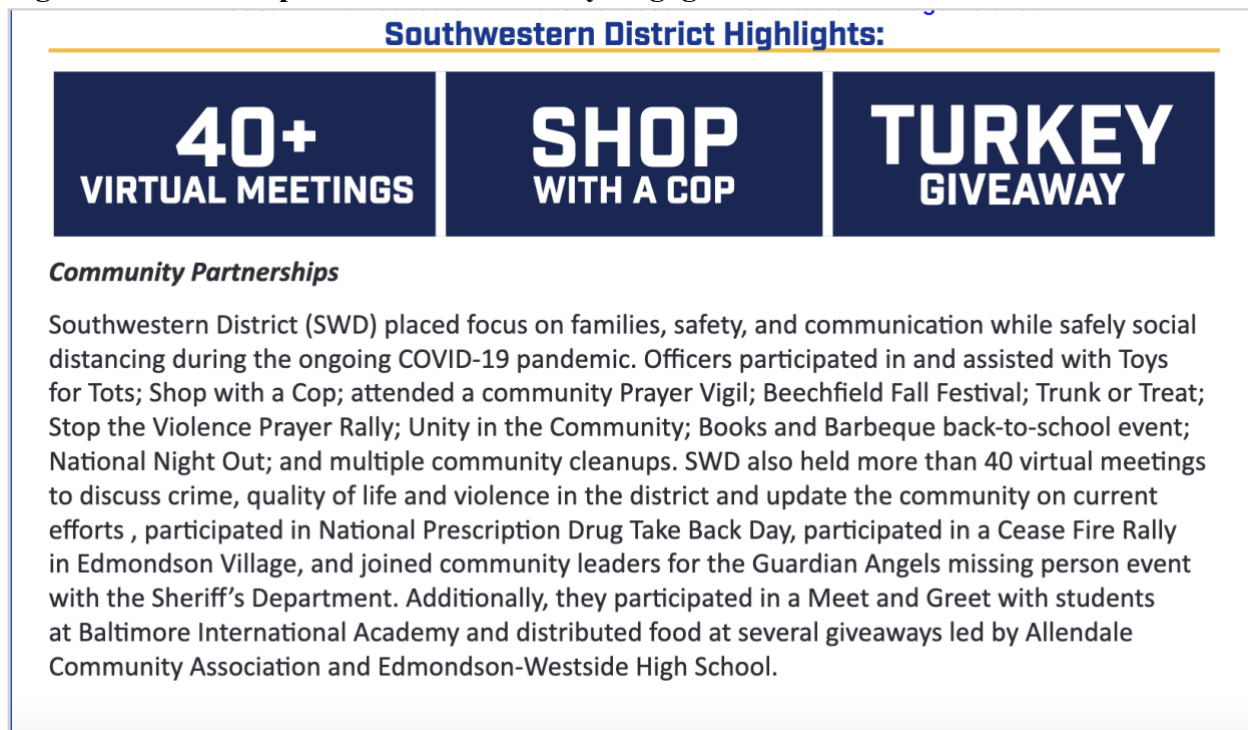 Southwestern District Highlights:
40+
VIRTUAL MEETINGS
SHOP
WITH A COP
TURKEY
GIVEAWAY
Community Partnerships
Southwestern District (SWD) placed focus on families, safety, and communication while safely social
distancing during the ongoing COVID-19 pandemic. Officers participated in and assisted with Toys
for Tots; Shop with a Cop; attended a community Prayer Vigil; Beechfield Fall Festival; Trunk or Treat;
Stop the Violence Prayer Rally; Unity in the Community; Books and Barbeque back-to-school event;
National Night Out; and multiple community cleanups. SWD also held more than 40 virtual meetings
to discuss crime, quality of life and violence in the district and update the community on current
efforts , participated in National Prescription Drug Take Back Day, participated in a Cease Fire Rally
in Edmondson Village, and joined community leaders for the Guardian Angels missing person event
with the Sheriff’s Department. Additionally, they participated in a Meet and Greet with students
at Baltimore International Academy and distributed food at several giveaways led by Allendale
Community Association and Edmondson-Westside High School.